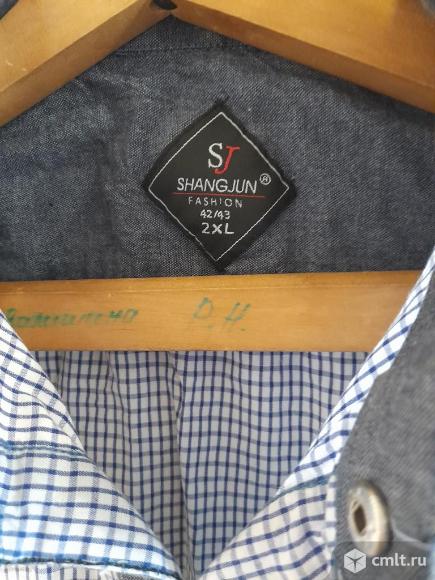 SJ
SHANGJUN®
FASHION
42/43
2XL
Р.Н.
cmlt.ru